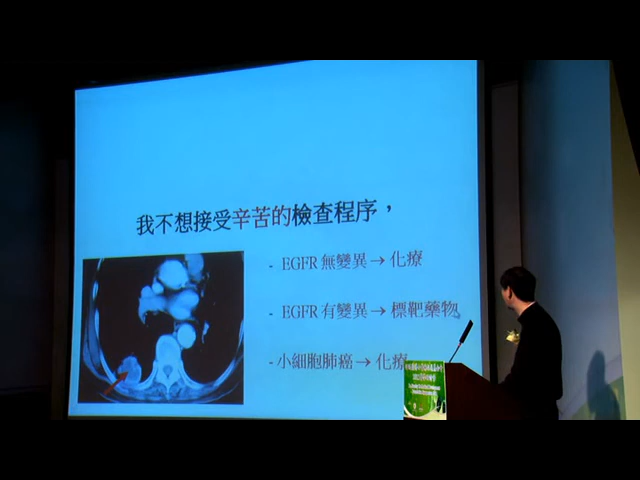 我不想接受辛苦的檢查程序，
- EGFR 無變異 → 化療
- EGFR 有變異 → 標靶藥物
- 小細胞肺癌 → 化療